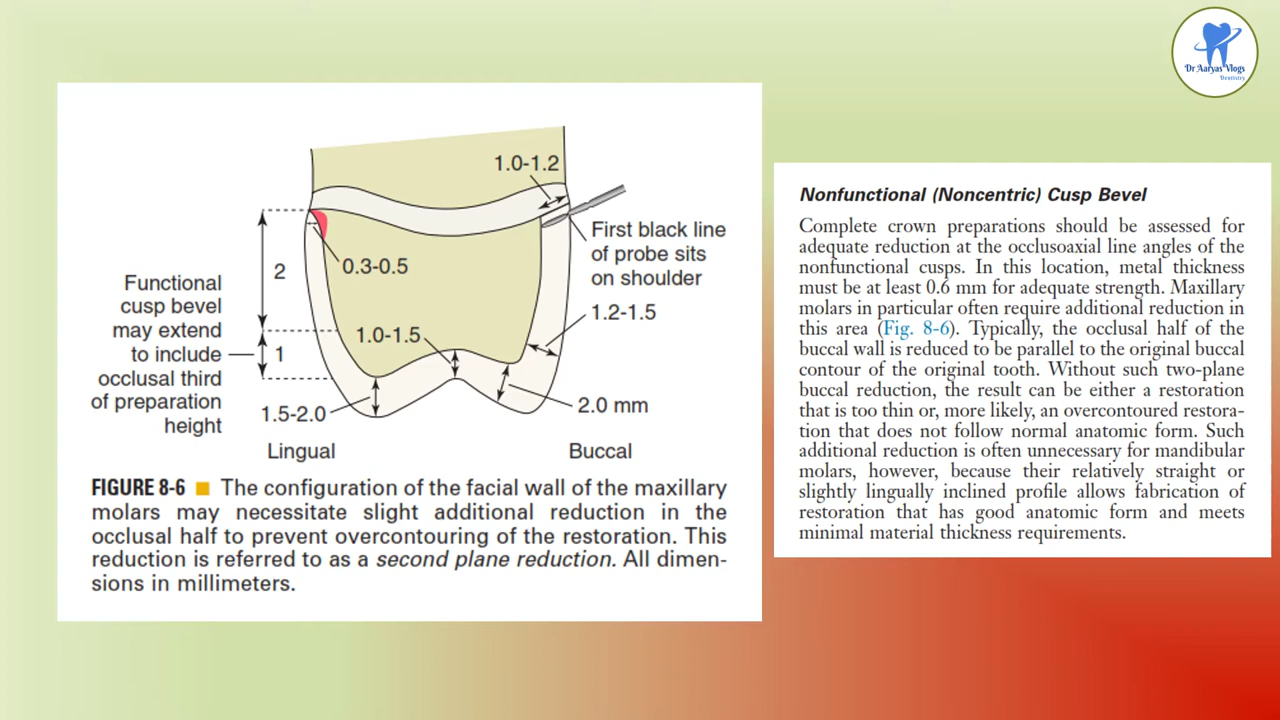 Dr Aaryas Vlogs
Dentistry
1.0-1.2
First black line
of probe sits
on shoulder
2
0.3-0.5
1.2-1.5
Functional
cusp bevel
may extend
to include
occlusal third
of preparation
height
1.0-1.5
1
1.5-2.0
2.0 mm
Lingual
Buccal
FIGURE 8-6 ■ The configuration of the facial wall of the maxillary
molars may necessitate slight additional reduction in the
occlusal half to prevent overcontouring of the restoration. This
reduction is referred to as a second plane reduction. All dimen-
sions in millimeters.
Nonfunctional (Noncentric) Cusp Bevel
Complete crown preparations should be assessed for
adequate reduction at the occlusoaxial line angles of the
nonfunctional cusps. In this location, metal thickness
must be at least 0.6 mm for adequate strength. Maxillary
molars in particular often require additional reduction in
this area (Fig. 8-6). Typically, the occlusal half of the
buccal wall is reduced to be parallel to the original buccal
contour of the original tooth. Without such two-plane
buccal reduction, the result can be either a restoration
that is too thin or, more likely, an overcontoured restora-
tion that does not follow normal anatomic form. Such
additional reduction is often unnecessary for mandibular
molars, however, because their relatively straight or
slightly lingually inclined profile allows fabrication of
restoration that has good anatomic form and meets
minimal material thickness requirements.